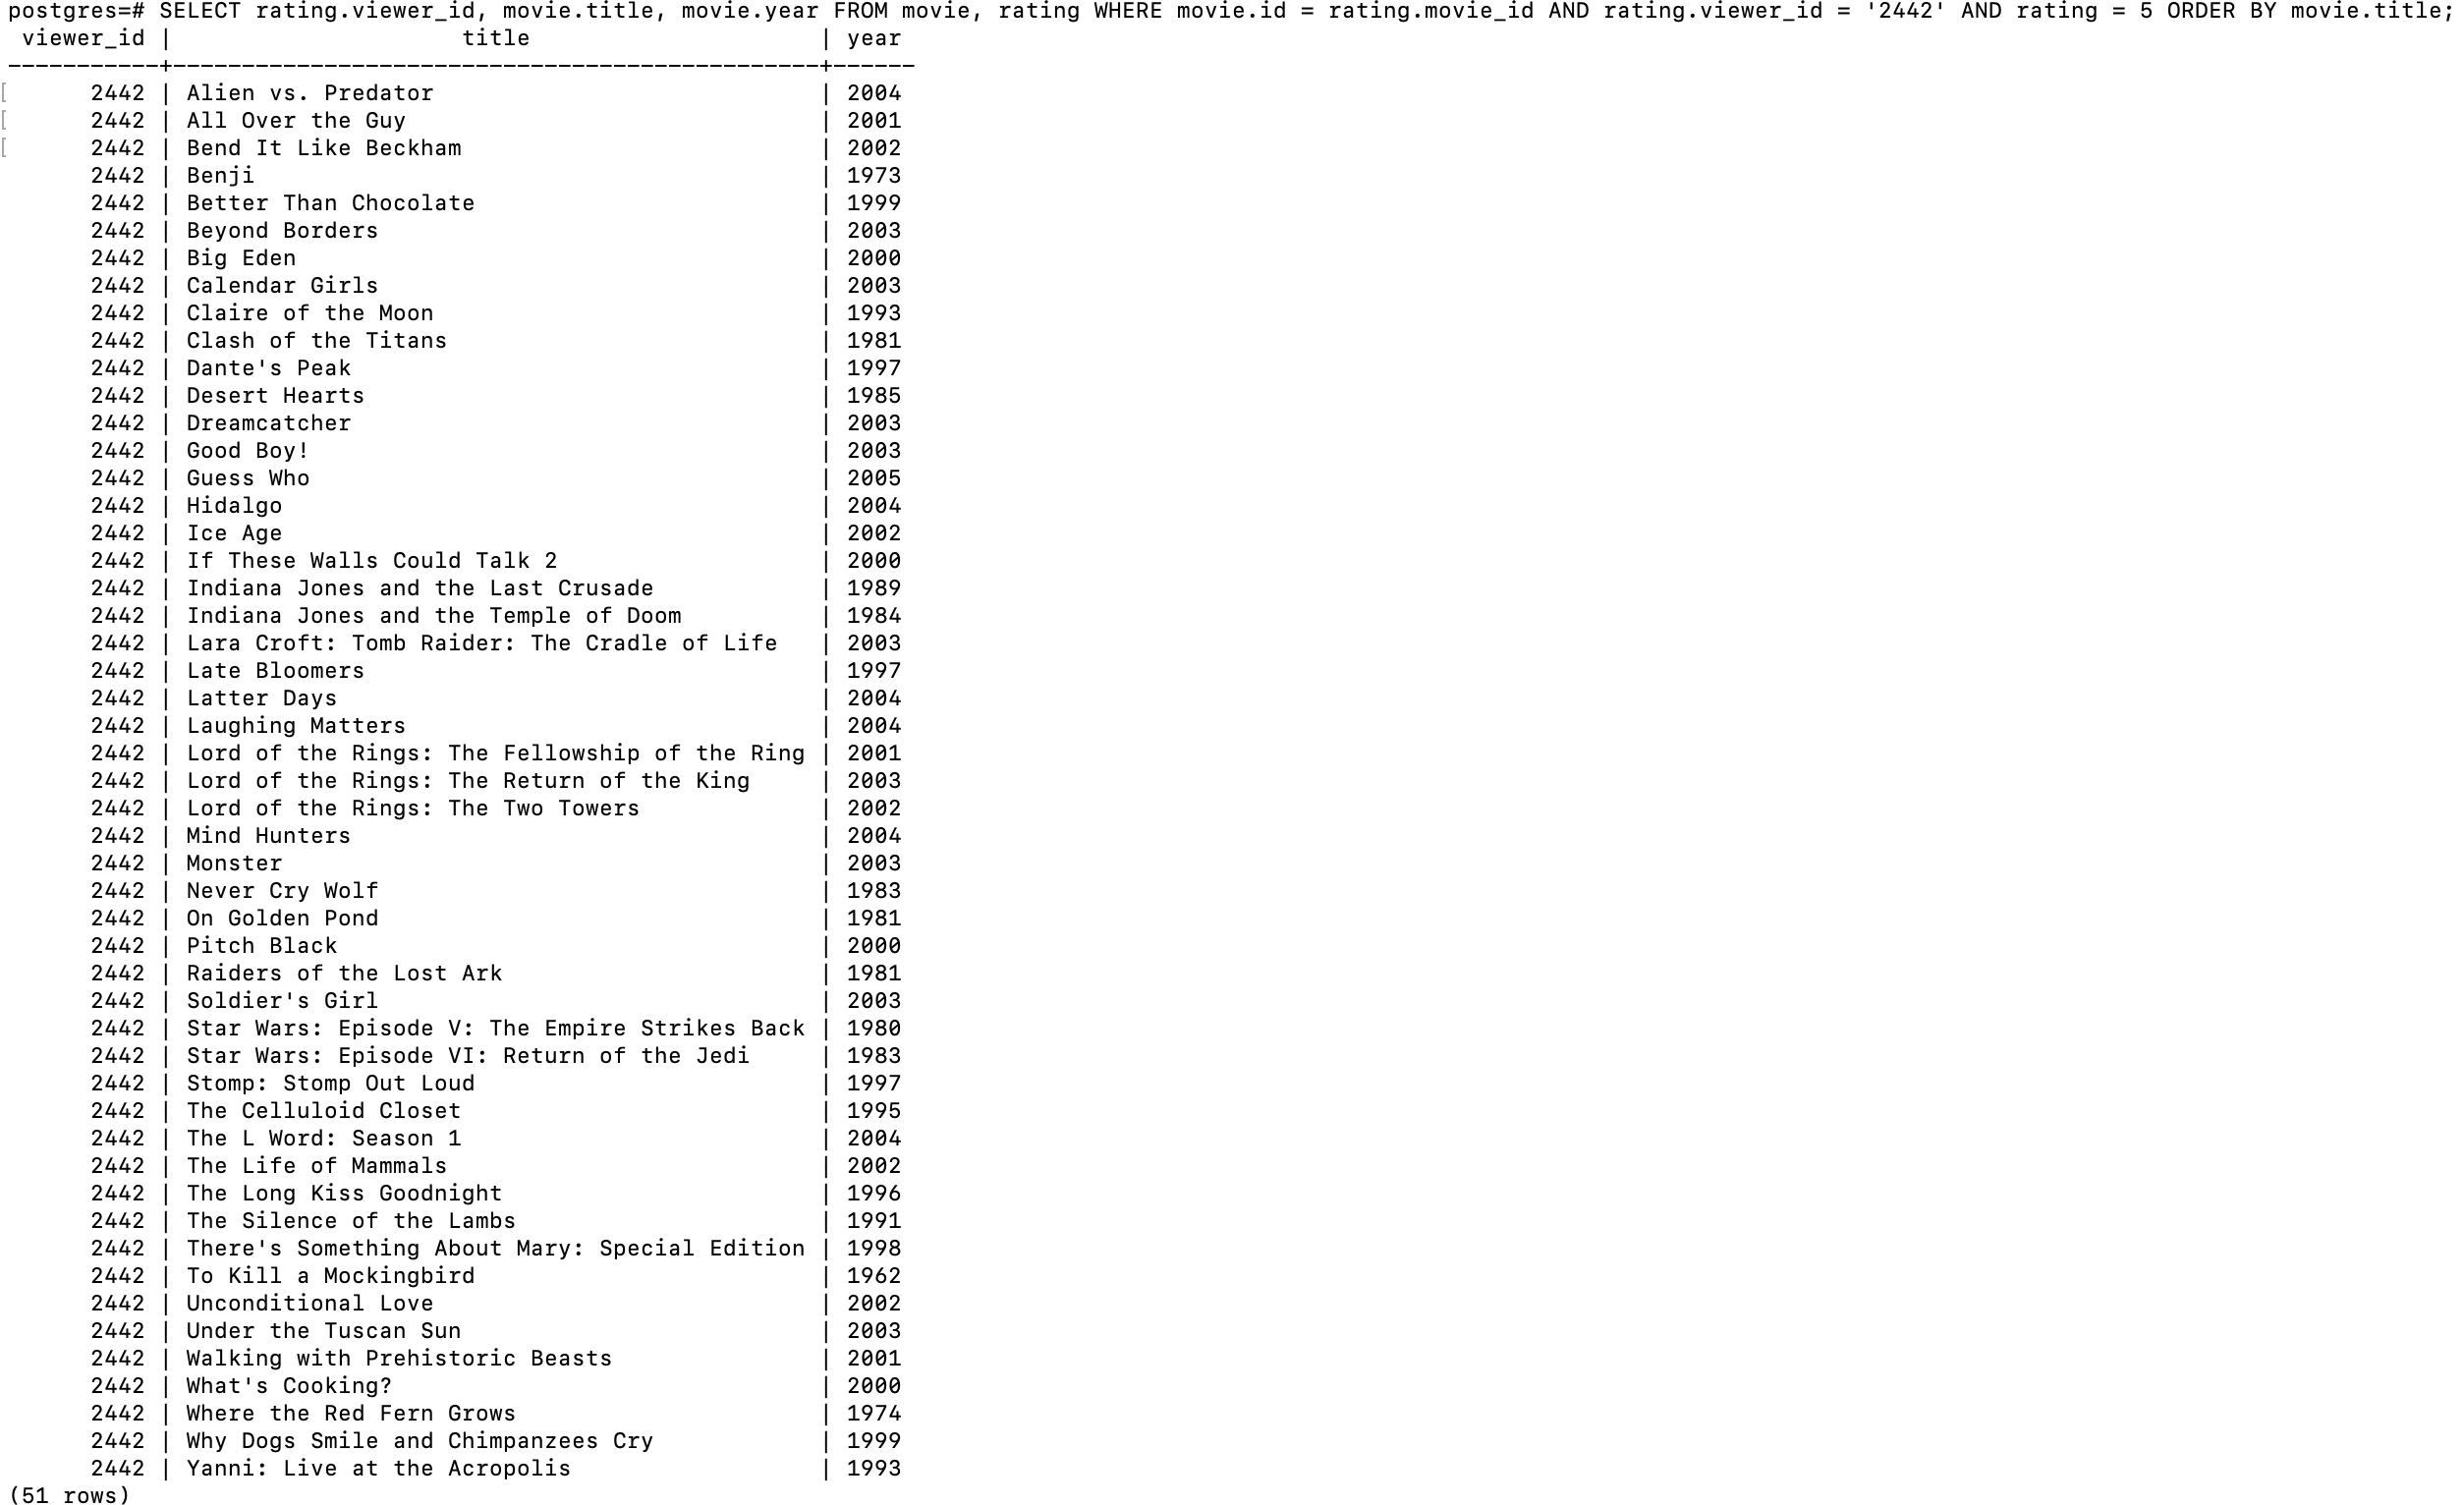 postgres=# SELECT rating.viewer_id, movie.title, movie.year FROM movie, rating WHERE movie.id = rating.movie_id AND rating.viewer_id = '2442' AND rating = 5 ORDER BY movie.title;
 viewer_id |                      title                      | year
-----------+-------------------------------------------------+------
[     2442 | Alien vs. Predator                              | 2004
[     2442 | All Over the Guy                                | 2001
[     2442 | Bend It Like Beckham                            | 2002
      2442 | Benji                                           | 1973
      2442 | Better Than Chocolate                           | 1999
      2442 | Beyond Borders                                  | 2003
      2442 | Big Eden                                        | 2000
      2442 | Calendar Girls                                  | 2003
      2442 | Claire of the Moon                              | 1993
      2442 | Clash of the Titans                             | 1981
      2442 | Dante's Peak                                    | 1997
      2442 | Desert Hearts                                   | 1985
      2442 | Dreamcatcher                                    | 2003
      2442 | Good Boy!                                       | 2003
      2442 | Guess Who                                       | 2005
      2442 | Hidalgo                                         | 2004
      2442 | Ice Age                                         | 2002
      2442 | If These Walls Could Talk 2                     | 2000
      2442 | Indiana Jones and the Last Crusade              | 1989
      2442 | Indiana Jones and the Temple of Doom            | 1984
      2442 | Lara Croft: Tomb Raider: The Cradle of Life     | 2003
      2442 | Late Bloomers                                   | 1997
      2442 | Latter Days                                     | 2004
      2442 | Laughing Matters                                | 2004
      2442 | Lord of the Rings: The Fellowship of the Ring   | 2001
      2442 | Lord of the Rings: The Return of the King       | 2003
      2442 | Lord of the Rings: The Two Towers               | 2002
      2442 | Mind Hunters                                    | 2004
      2442 | Monster                                         | 2003
      2442 | Never Cry Wolf                                  | 1983
      2442 | On Golden Pond                                  | 1981
      2442 | Pitch Black                                     | 2000
      2442 | Raiders of the Lost Ark                         | 1981
      2442 | Soldier's Girl                                  | 2003
      2442 | Star Wars: Episode V: The Empire Strikes Back   | 1980
      2442 | Star Wars: Episode VI: Return of the Jedi       | 1983
      2442 | Stomp: Stomp Out Loud                           | 1997
      2442 | The Celluloid Closet                            | 1995
      2442 | The L Word: Season 1                            | 2004
      2442 | The Life of Mammals                             | 2002
      2442 | The Long Kiss Goodnight                         | 1996
      2442 | The Silence of the Lambs                        | 1991
      2442 | There's Something About Mary: Special Edition   | 1998
      2442 | To Kill a Mockingbird                           | 1962
      2442 | Unconditional Love                              | 2002
      2442 | Under the Tuscan Sun                            | 2003
      2442 | Walking with Prehistoric Beasts                 | 2001
      2442 | What's Cooking?                                 | 2000
      2442 | Where the Red Fern Grows                        | 1974
      2442 | Why Dogs Smile and Chimpanzees Cry              | 1999
      2442 | Yanni: Live at the Acropolis                    | 1993
(51 rows)